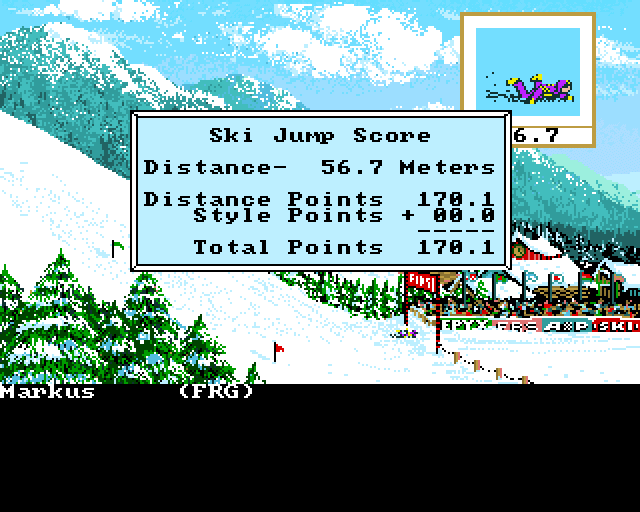 Ski Jump Score
6.7
Distance- 56.7 Meters
Distance Points 170.1
Style Points + 00.0
-----
Total Points 170.1
SKI
Markus (FRG)